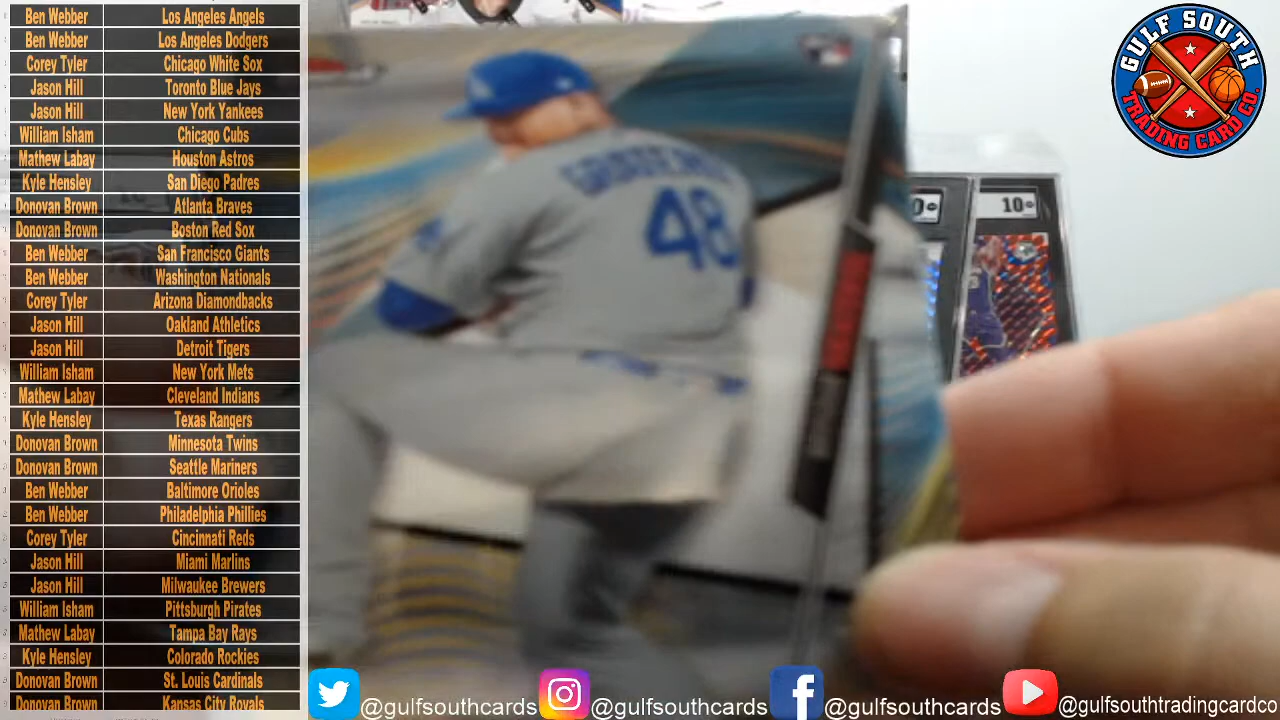 Ben Webber Los Angeles Angels
Ben Webber Los Angeles Dodgers
Corey Tyler Chicago White Sox
Jason Hill Toronto Blue Jays
Jason Hill New York Yankees
William Isham Chicago Cubs
Mathew Labay Houston Astros
Kyle Hensley San Diego Padres
Donovan Brown Atlanta Braves
Donovan Brown Boston Red Sox
Ben Webber San Francisco Giants
Ben Webber Washington Nationals
Corey Tyler Arizona Diamondbacks
Jason Hill Oakland Athletics
Jason Hill Detroit Tigers
William Isham New York Mets
Mathew Labay Cleveland Indians
Kyle Hensley Texas Rangers
Donovan Brown Minnesota Twins
Donovan Brown Seattle Mariners
Ben Webber Baltimore Orioles
Ben Webber Philadelphia Phillies
Corey Tyler Cincinnati Reds
Jason Hill Miami Marlins
Jason Hill Milwaukee Brewers
William Isham Pittsburgh Pirates
Mathew Labay Tampa Bay Rays
Kyle Hensley Colorado Rockies
Donovan Brown St. Louis Cardinals
Donovan Brown Kansas City Royals
48
10
GULF SOUTH
TRADING CARD CO.
@gulfsouthcards @gulfsouthcards @gulfsouthcards @gulfsouthtradingcardco